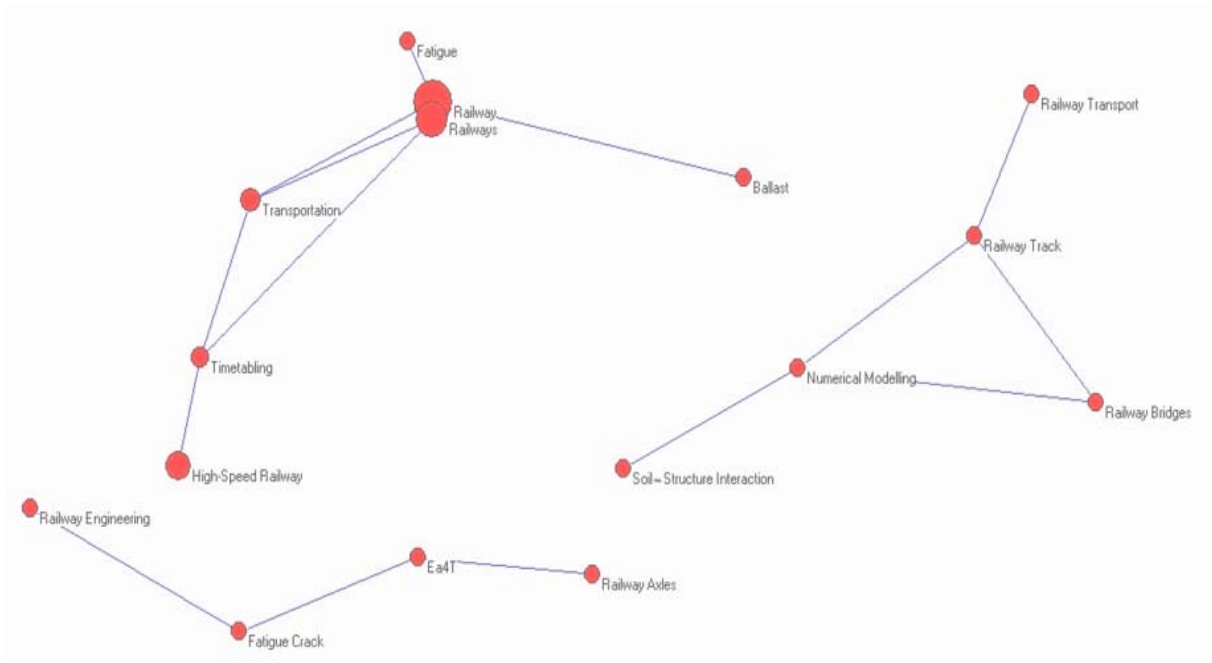 Fatigue
Railway Transport
Railway
Railways
Ballast
Transportation
Railway Track
Timetabling
Numerical Modelling
Railway Bridges
High-Speed Railway
Soil–Structure Interaction
Railway Engineering
Ea4T
Railway Axles
Fatigue Crack